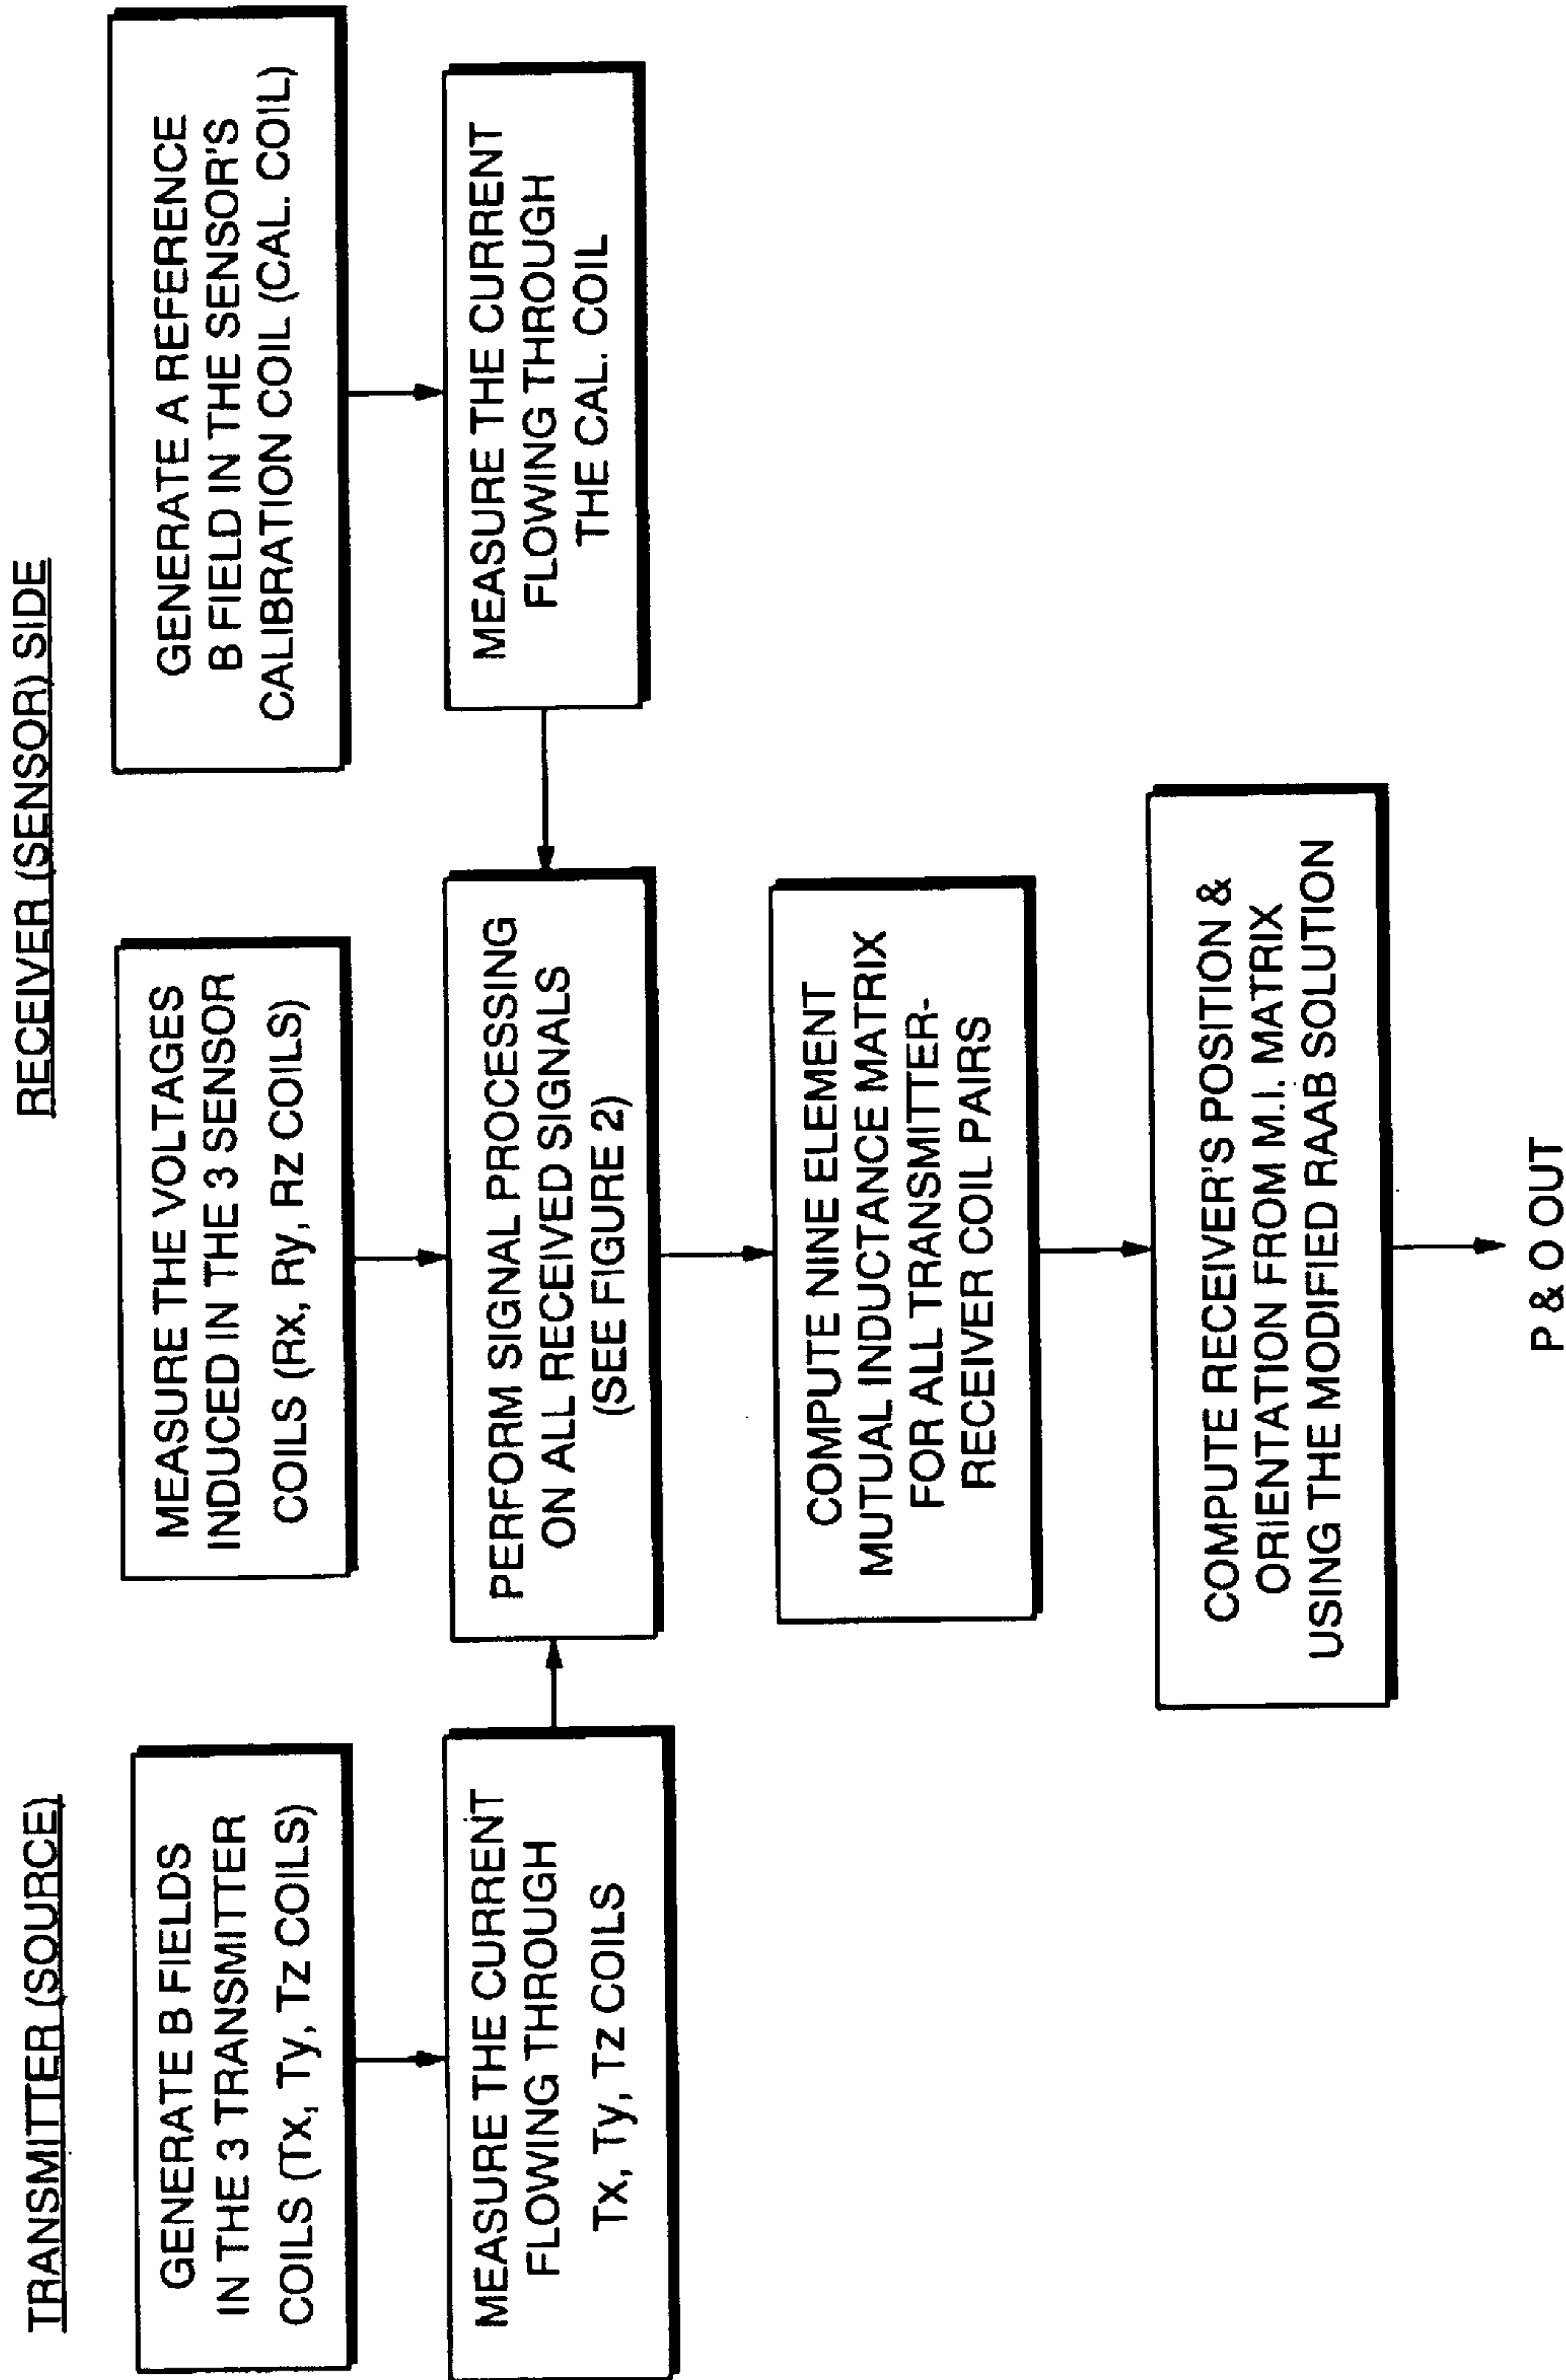 TRANSMITTER (SOURCE)
GENERATE B FIELDS
IN THE 3 TRANSMITTER
COILS (Tx, Ty, Tz COILS)
MEASURE THE CURRENT
FLOWING THROUGH
Tx, Ty, Tz COILS
RECEIVER (SENSOR) SIDE
MEASURE THE VOLTAGES
INDUCED IN THE 3 SENSOR
COILS (Rx, Ry, Rz COILS)
GENERATE A REFERENCE
B FIELD IN THE SENSOR'S
CALIBRATION COIL (CAL. COIL)
MEASURE THE CURRENT
FLOWING THROUGH
THE CAL. COIL
PERFORM SIGNAL PROCESSING
ON ALL RECEIVED SIGNALS
(SEE FIGURE 2)
COMPUTE NINE ELEMENT
MUTUAL INDUCTANCE MATRIX
FOR ALL TRANSMITTER-
RECEIVER COIL PAIRS
COMPUTE RECEIVER'S POSITION &
ORIENTATION FROM M.I. MATRIX
USING THE MODIFIED RAAB SOLUTION
P & O OUT